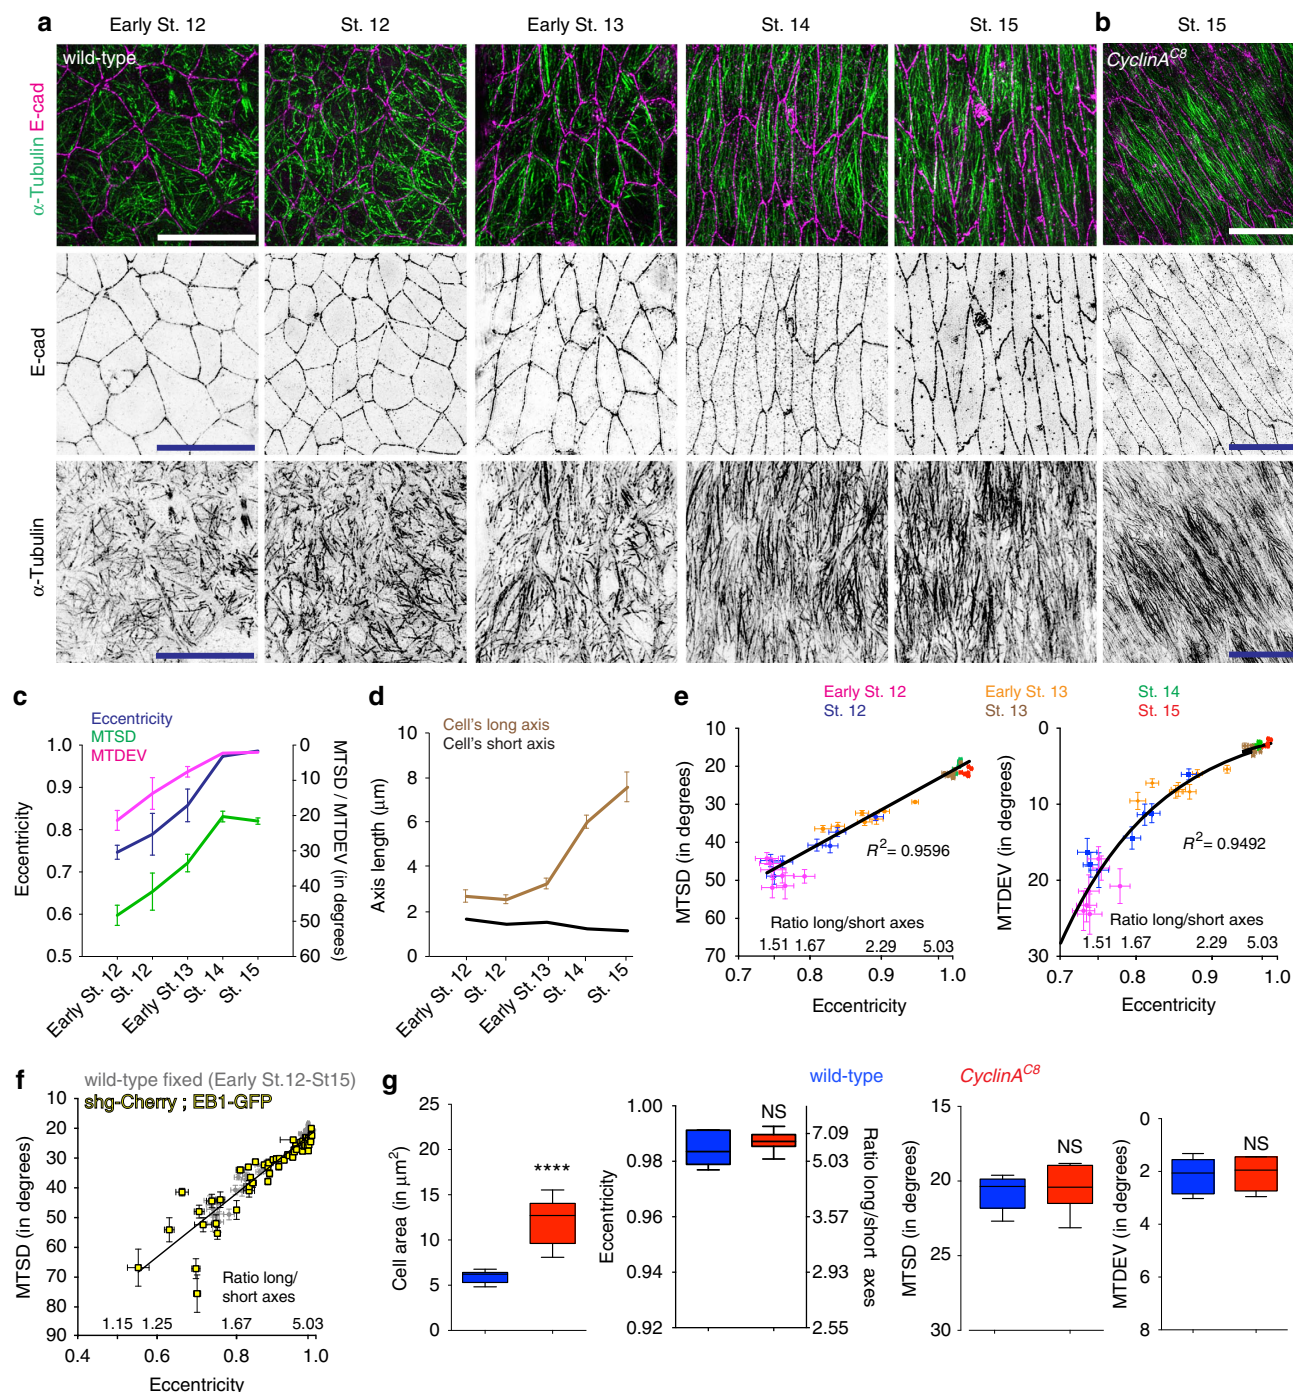 a
Early St. 12
St. 12
Early St. 13
St. 14
St. 15
b
St. 15
wild-type
CyclinA^C8
α-Tubulin E-cad
E-cad
α-Tubulin
c
Eccentricity
MTSD
MTDEV
1.0
0.9
0.8
0.7
0.6
0.5
Eccentricity
0
10
20
30
40
50
60
MTSD / MTDEV (in degrees)
Early St. 12
St. 12
Early St.13
St. 14
St. 15
d
Cell's long axis
Cell's short axis
10
8
6
4
2
0
Axis length (μm)
Early St. 12
St. 12
Early St. 13
St. 14
St. 15
e
Early St. 12
St. 12
Early St. 13
St. 13
St. 14
St. 15
10
20
30
40
50
60
70
MTSD (in degrees)
R² = 0.9596
Ratio long/short axes
1.51 1.67 2.29 5.03
0.7 0.8 0.9 1.0
Eccentricity
0
10
20
30
MTDEV (in degrees)
R² = 0.9492
Ratio long/short axes
1.51 1.67 2.29 5.03
0.7 0.8 0.9 1.0
Eccentricity
f
wild-type fixed (Early St.12-St15)
shg-Cherry ; EB1-GFP
10
20
30
40
50
60
70
80
90
MTSD (in degrees)
Ratio long/
short axes
1.15 1.25 1.67 5.03
0.4 0.6 0.8 1.0
Eccentricity
g
wild-type
CyclinA^C8
25
20
15
10
5
0
Cell area (in μm²)
****
1.00
0.98
0.96
0.94
0.92
Eccentricity
NS
7.09
5.03
3.57
2.93
2.55
Ratio long/short axes
15
20
25
30
MTSD (in degrees)
NS
0
2
4
6
8
MTDEV (in degrees)
NS